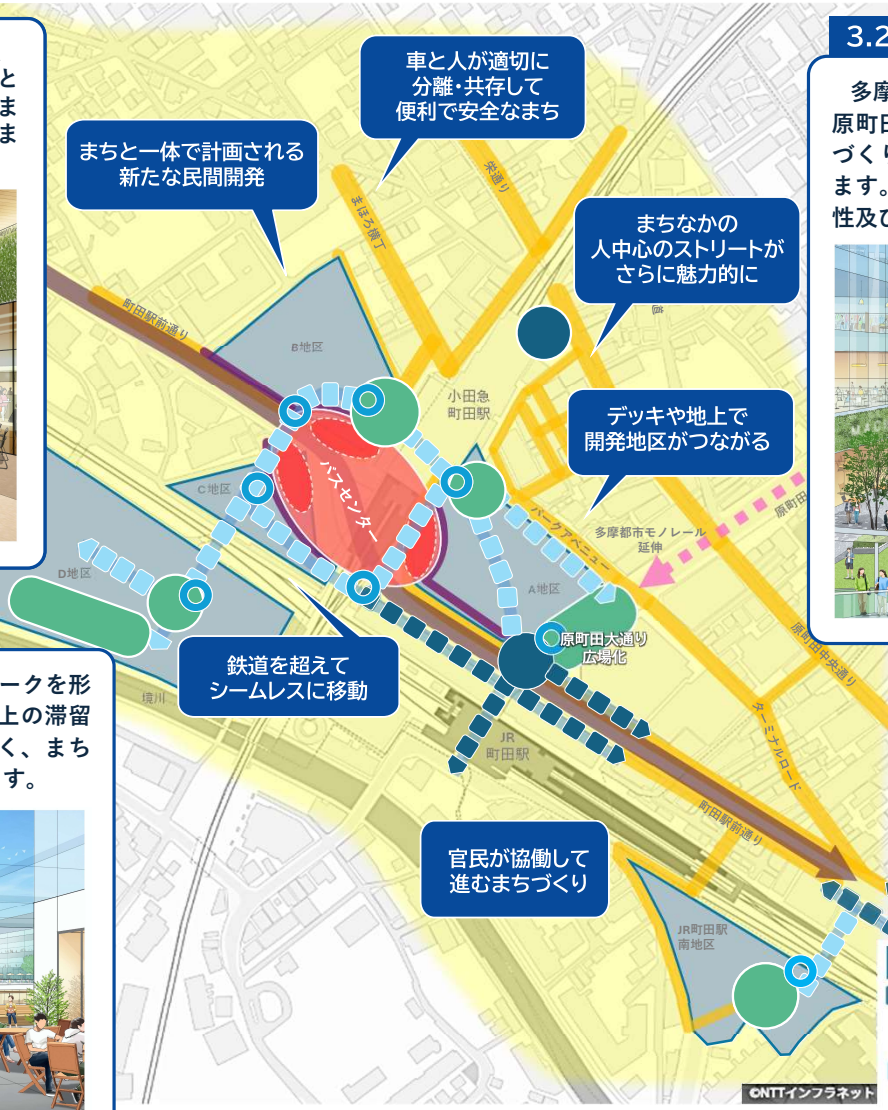 と
ま
ま
車と人が適切に
分離・共存して
便利で安全なまち
3.2
多摩
原町田
づくり
ます。
性及び
まちと一体で計画される
新たな民間開発
栄通り
まほろ横丁
まちなかの
人中心のストリートが
さらに魅力的に
町田駅前通り
B地区
小田急
町田駅
デッキや地上で
開発地区がつながる
バスセンター
C地区
パークアベニュー
多摩都市モノレール
延伸
原町田
D地区
A地区
原町田大通り
広場化
原町田中央通り
鉄道を超えて
シームレスに移動
境川
ークを形
上の滞留
く、まち
す。
JR
町田駅
ターミナルロード
町田駅前通り
官民が協働して
進むまちづくり
JR町田駅
南地区
©NTTインフラネット